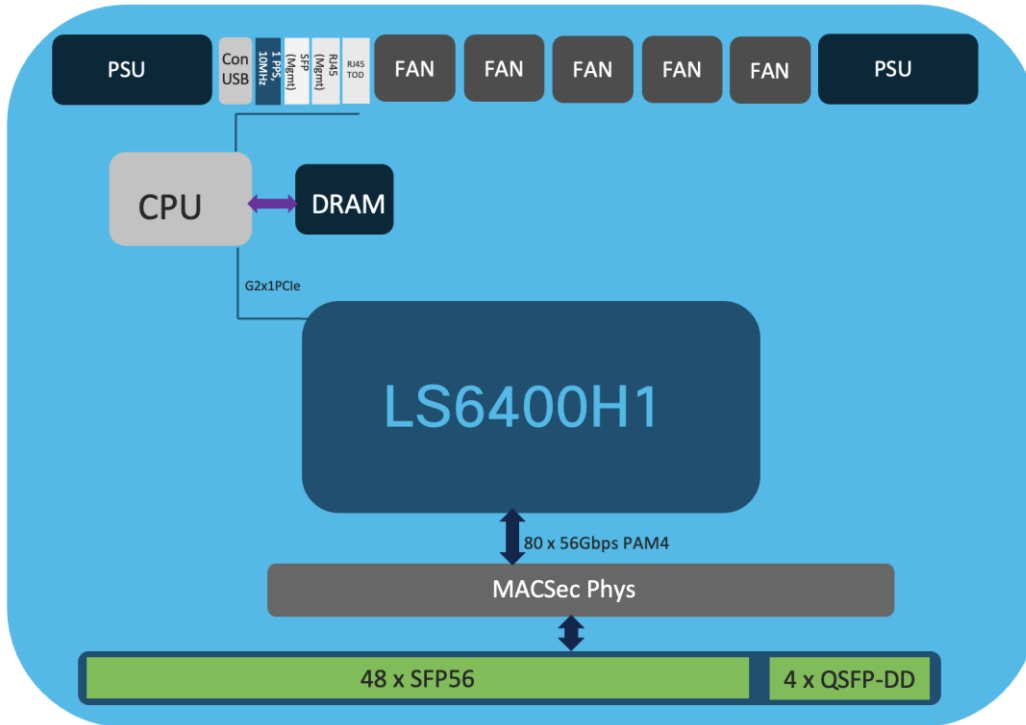 PSU
Con
USB
1 PPS,
10MHz
SFP
(Mgmt)
RJ45
(Mgmt)
RJ45
TOD
FAN
FAN
FAN
FAN
FAN
PSU
CPU
DRAM
G2x1PCIe
LS6400H1
80 x 56Gbps PAM4
MACSec Phys
48 x SFP56
4 x QSFP-DD